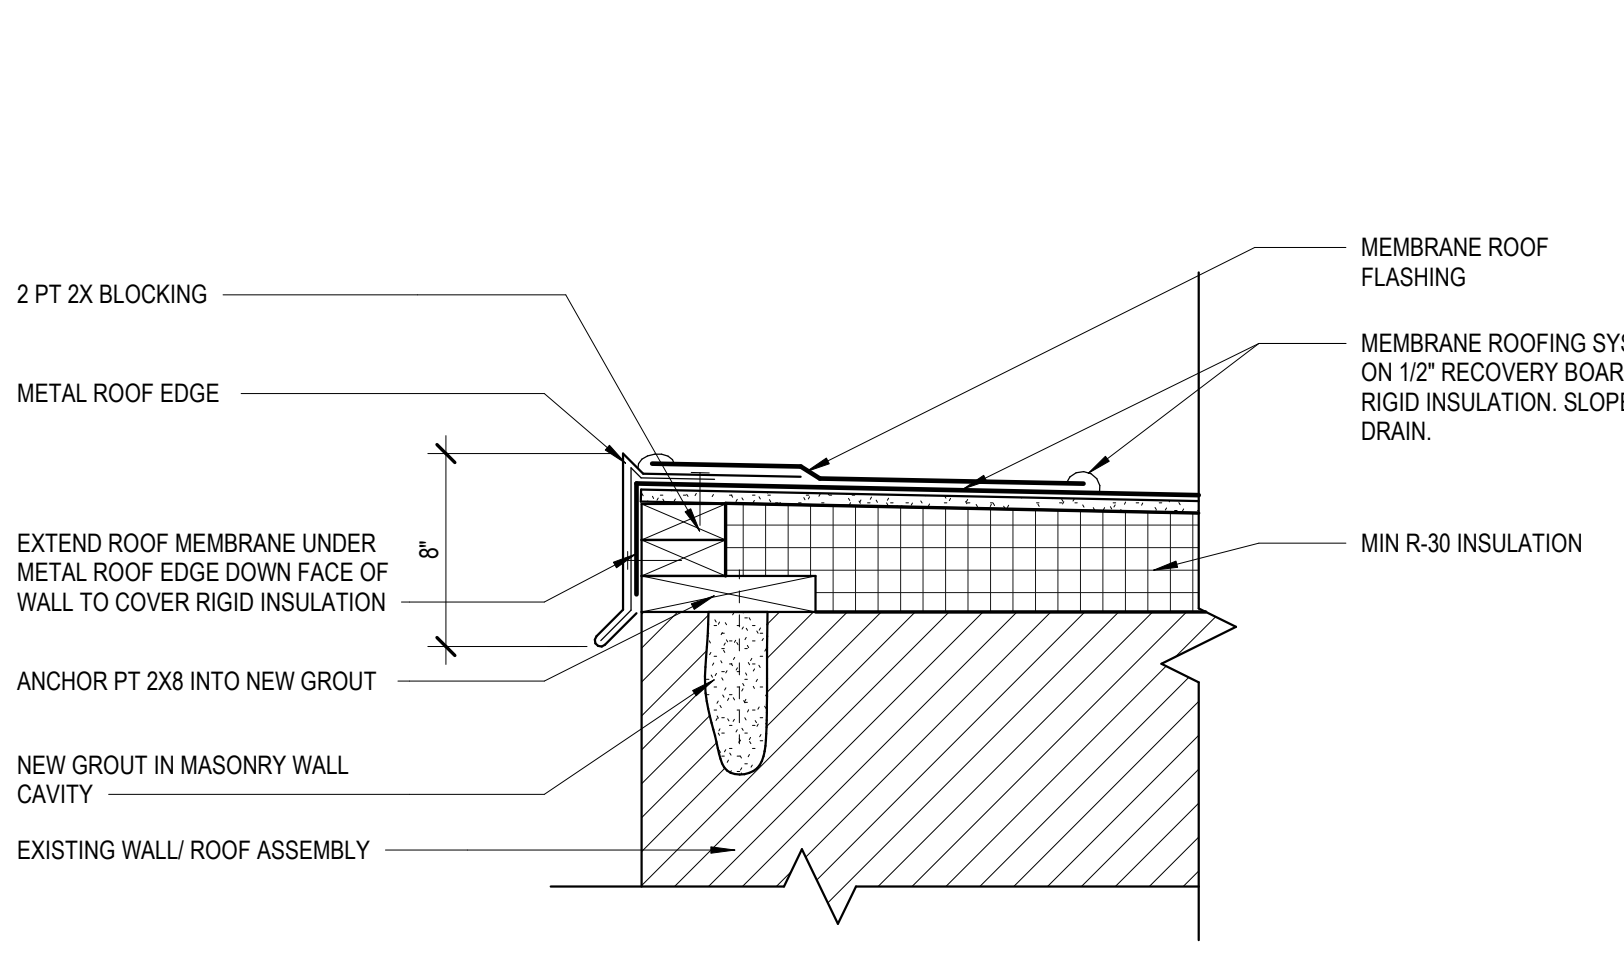 2 PT 2X BLOCKING
METAL ROOF EDGE
8"
EXTEND ROOF MEMBRANE UNDER
METAL ROOF EDGE DOWN FACE OF
WALL TO COVER RIGID INSULATION
ANCHOR PT 2X8 INTO NEW GROUT
NEW GROUT IN MASONRY WALL
CAVITY
EXISTING WALL/ ROOF ASSEMBLY
MEMBRANE ROOF
FLASHING
MEMBRANE ROOFING SYS
ON 1/2" RECOVERY BOAR
RIGID INSULATION. SLOPE
DRAIN.
MIN R-30 INSULATION